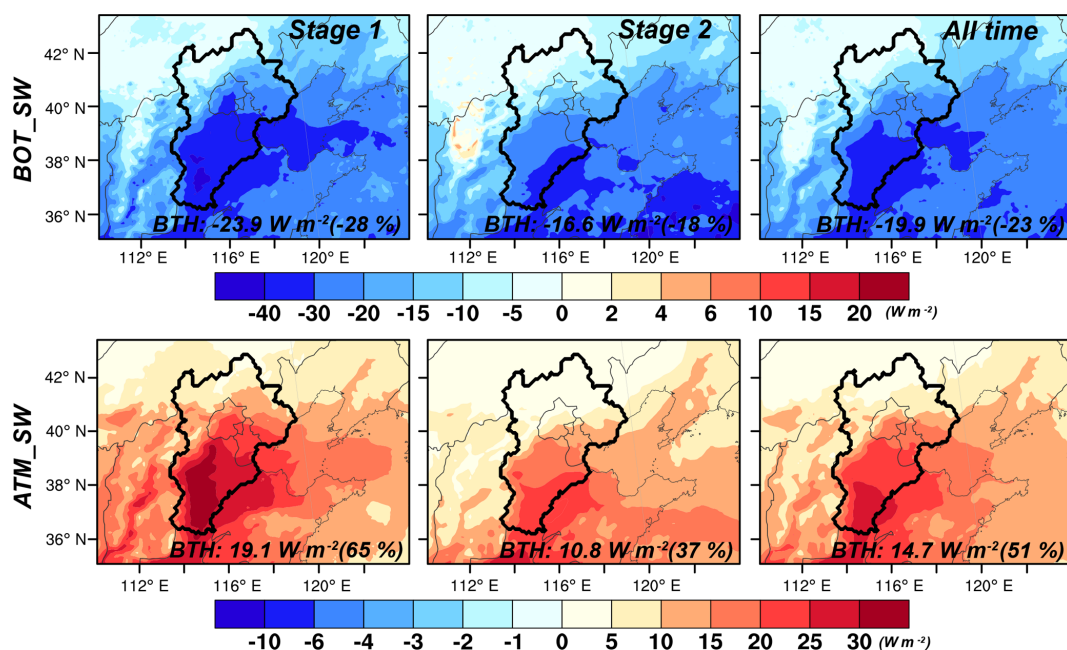 Stage 1 Stage 2 All time
BOT_SW
42° N
40° N
38° N
36° N
BTH: -23.9 W m⁻²(-28 %) BTH: -16.6 W m⁻²(-18 %) BTH: -19.9 W m⁻²(-23 %)
112° E 116° E 120° E 112° E 116° E 120° E 112° E 116° E 120° E
-40 -30 -20 -15 -10 -5 0 2 4 6 10 15 20 (W m⁻²)
ATM_SW
42° N
40° N
38° N
36° N
BTH: 19.1 W m⁻²(65 %) BTH: 10.8 W m⁻²(37 %) BTH: 14.7 W m⁻²(51 %)
112° E 116° E 120° E 112° E 116° E 120° E 112° E 116° E 120° E
-10 -6 -4 -3 -2 -1 0 5 10 15 20 25 30 (W m⁻²)